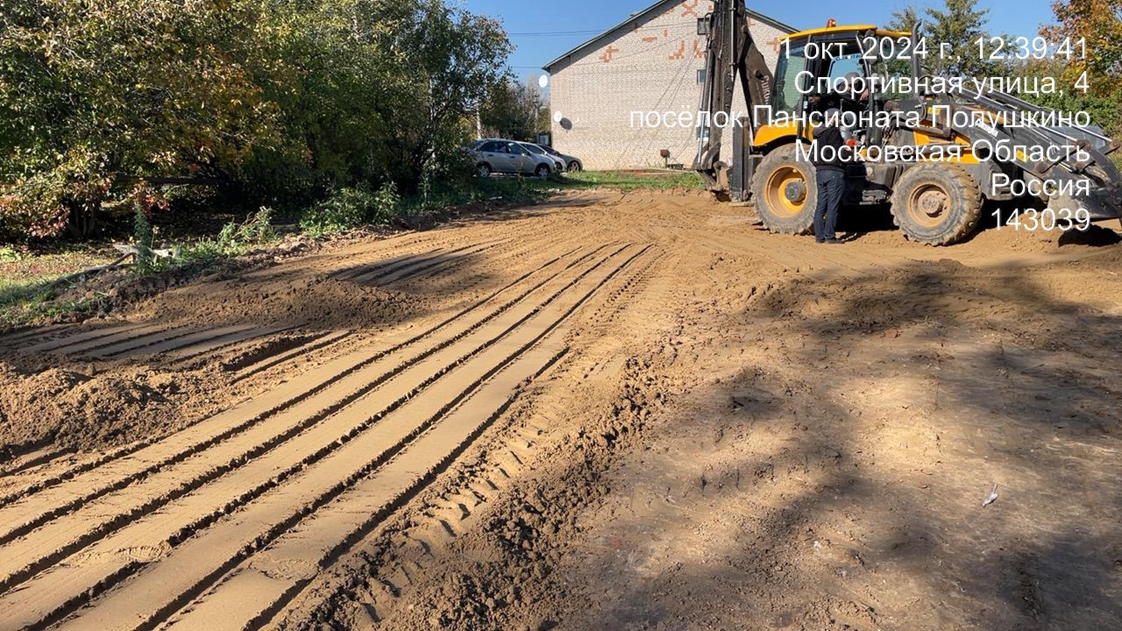 1 окт. 2024 г., 12:39:41
Спортивная улица, 4
посёлок Пансионата Полушкино
Московская Область
Россия
143039